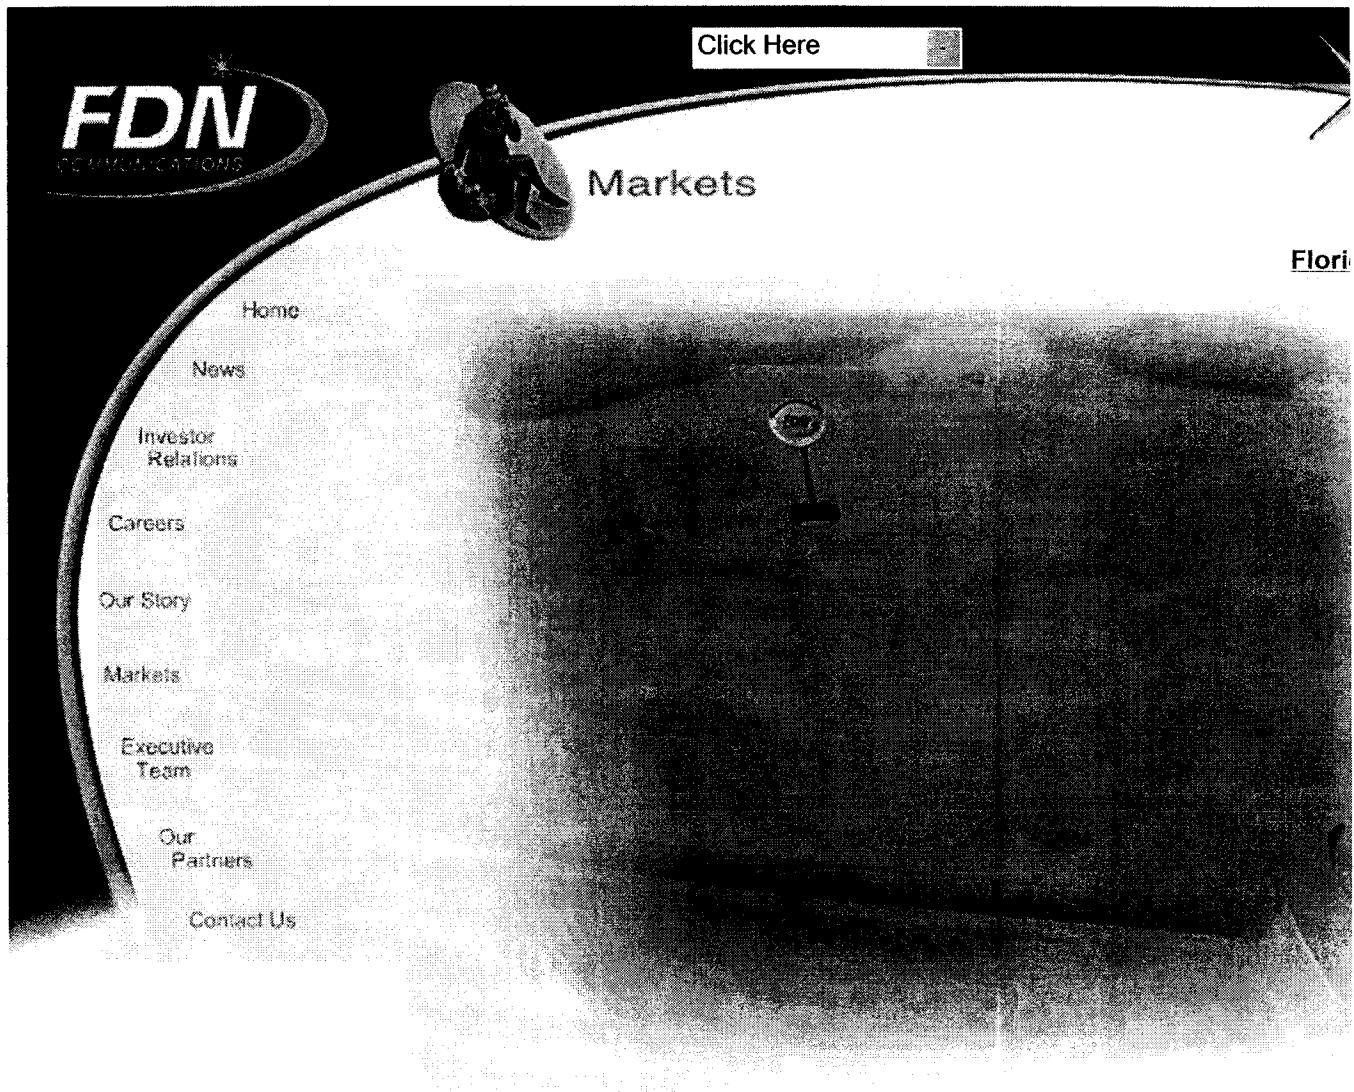 Click Here
FDN
COMMUNICATIONS
Markets
Flori
Home
News
Investor
Relations
Careers
Our Story
Markets
Executive
Team
Our
Partners
Contact Us